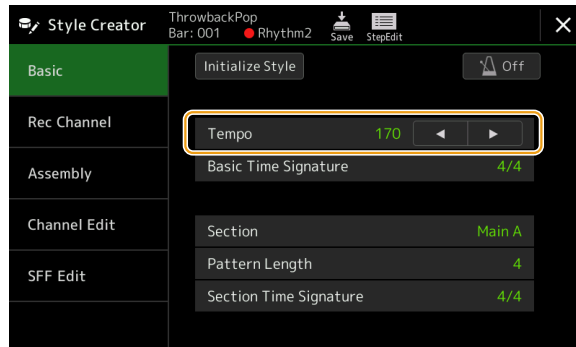 Style Creator
ThrowbackPop
Bar: 001 Rhythm2
Save
StepEdit
Basic
Initialize Style
Off
Rec Channel
Tempo 170
Assembly
Basic Time Signature 4/4
Channel Edit
Section Main A
Pattern Length 4
SFF Edit
Section Time Signature 4/4